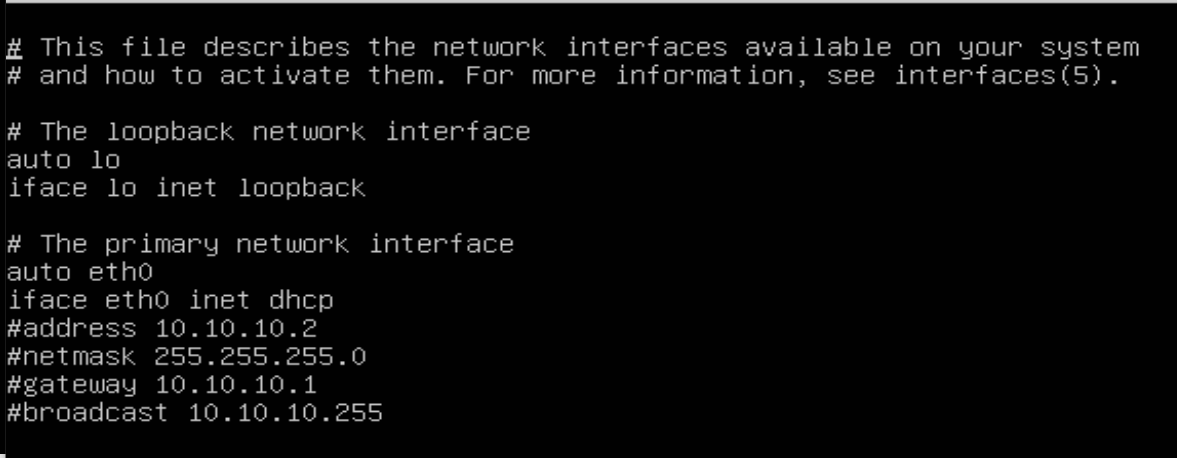 # This file describes the network interfaces available on your system
# and how to activate them. For more information, see interfaces(5).
# The loopback network interface
auto lo
iface lo inet loopback
# The primary network interface
auto eth0
iface eth0 inet dhcp
#address 10.10.10.2
#netmask 255.255.255.0
#gateway 10.10.10.1
#broadcast 10.10.10.255